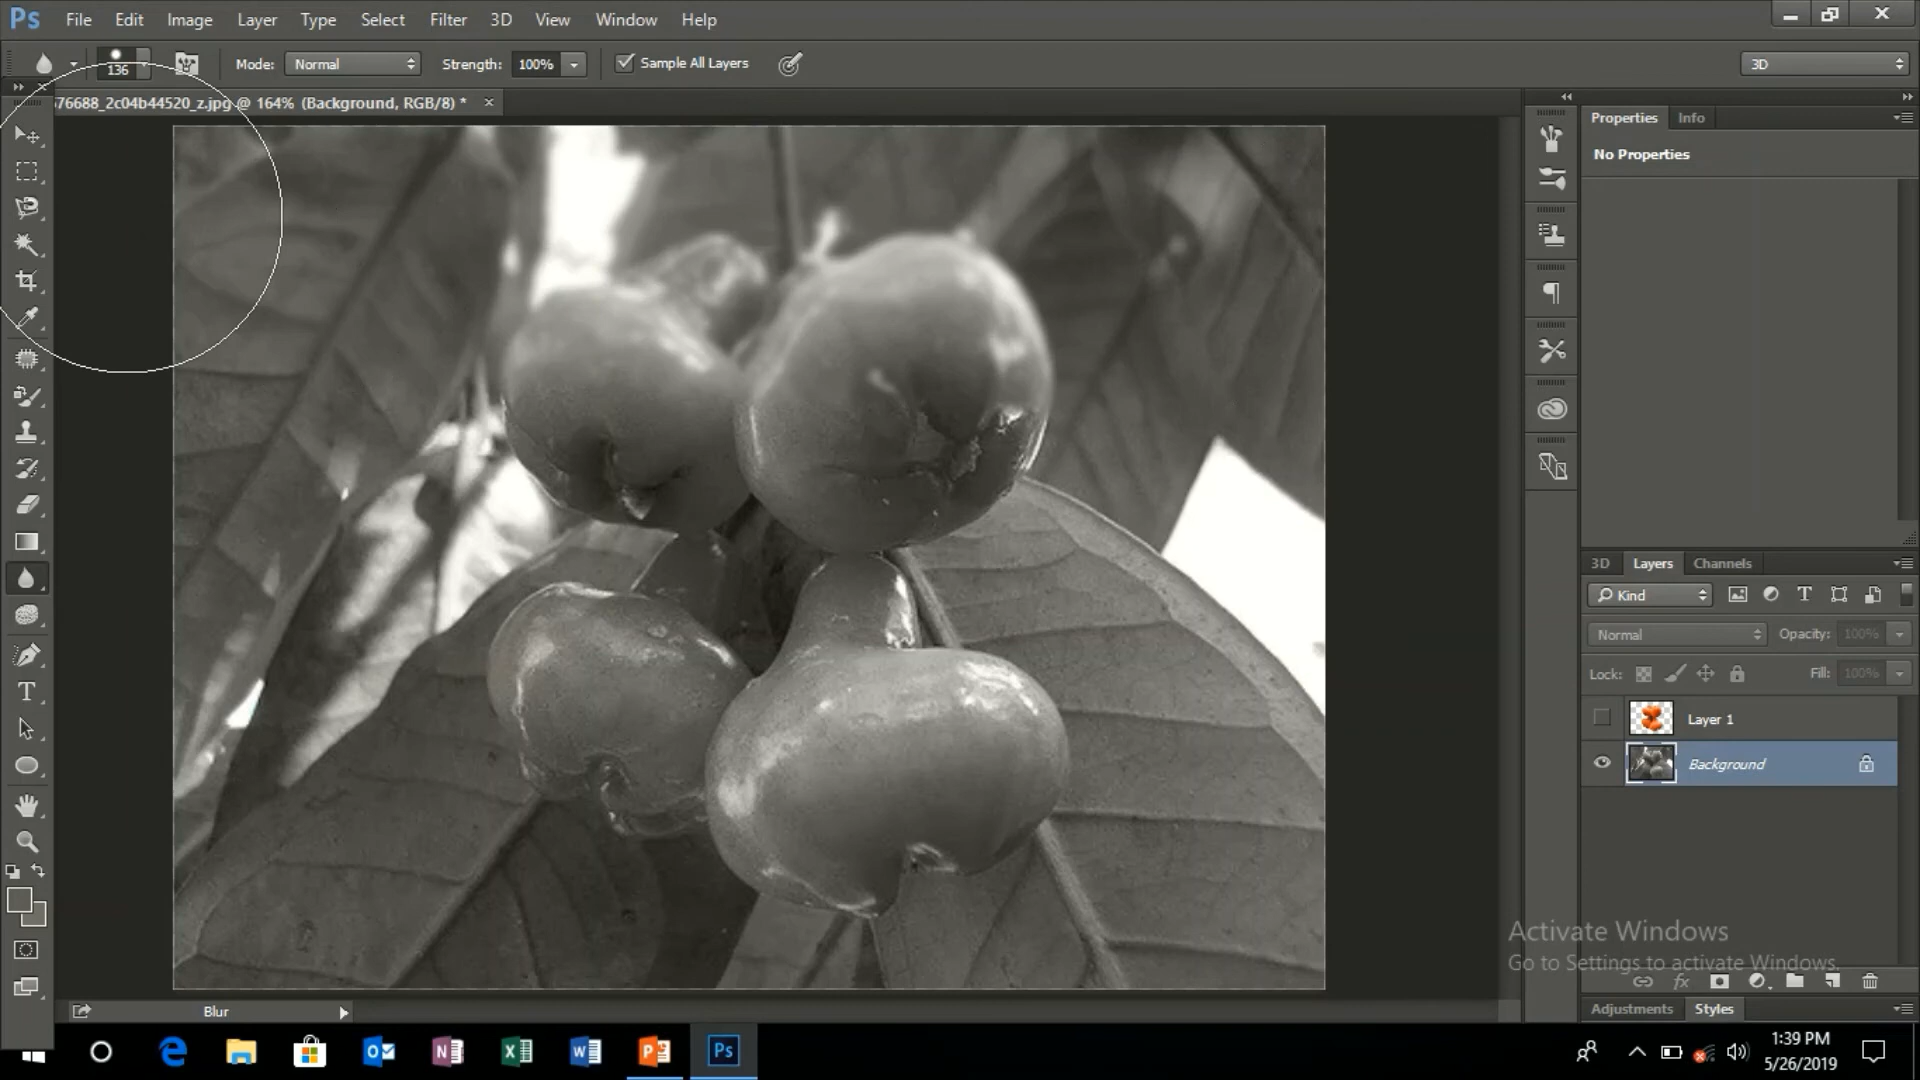 Ps File Edit Image Layer Type Select Filter 3D View Window Help
136 Mode: Normal Strength: 100% Sample All Layers 3D
576688_2c04b44520_z.jpg @ 164% (Background, RGB/8) *
Properties Info
No Properties
3D Layers Channels
Kind
Normal Opacity: 100%
Lock: Fill: 100%
Layer 1
Background
Activate Windows
Go to Settings to activate Windows.
Blur
Adjustments Styles
1:39 PM
5/26/2019